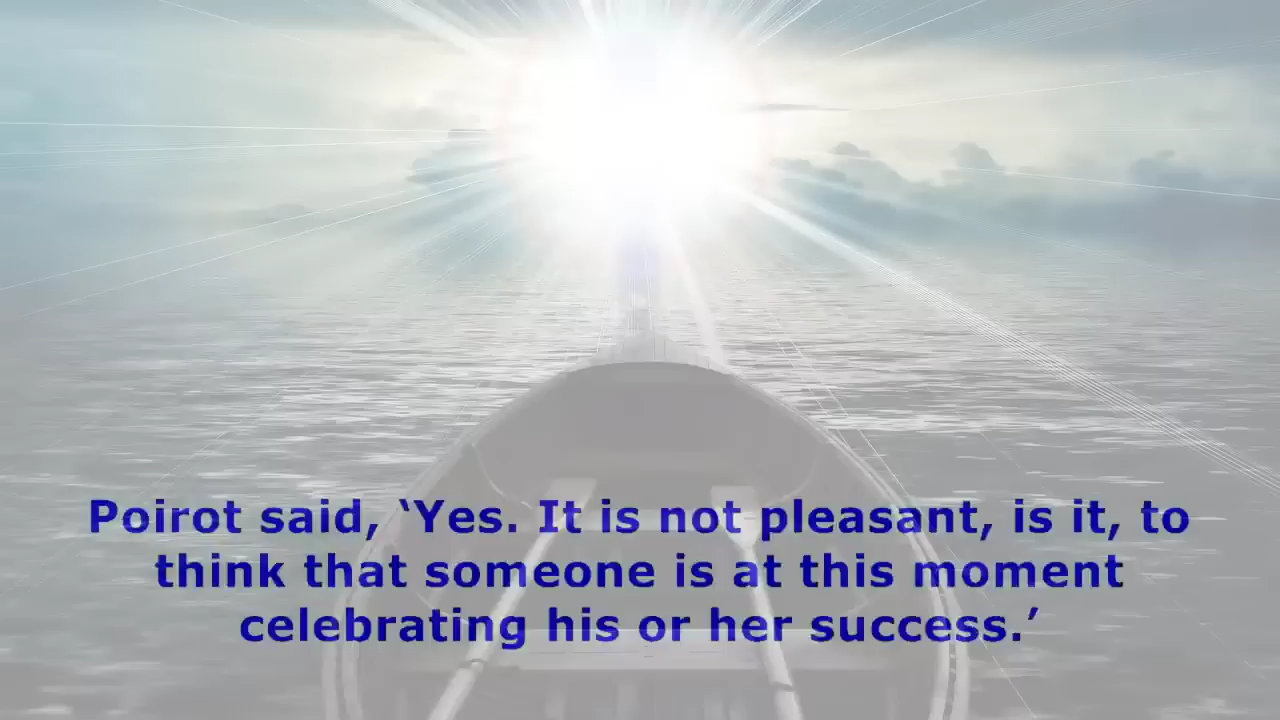 Poirot said, ‘Yes. It is not pleasant, is it, to
think that someone is at this moment
celebrating his or her success.’